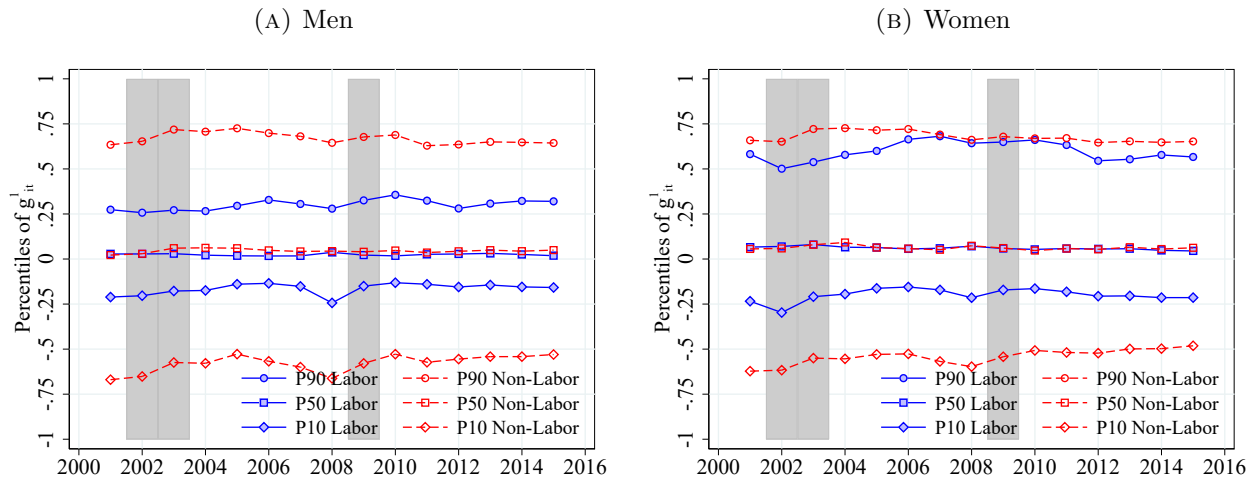 (A) Men
Percentiles of g¹ᵢₜ
1
.75
.5
.25
0
-.25
-.5
-.75
-1
P90 Labor
P90 Non-Labor
P50 Labor
P50 Non-Labor
P10 Labor
P10 Non-Labor
2000 2002 2004 2006 2008 2010 2012 2014 2016
(B) Women
Percentiles of g¹ᵢₜ
1
.75
.5
.25
0
-.25
-.5
-.75
-1
P90 Labor
P90 Non-Labor
P50 Labor
P50 Non-Labor
P10 Labor
P10 Non-Labor
2000 2002 2004 2006 2008 2010 2012 2014 2016